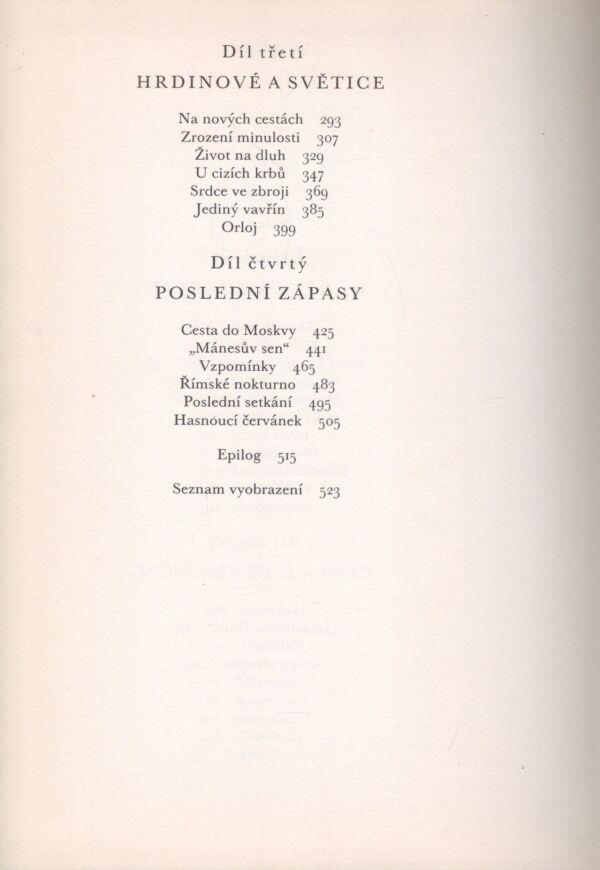 Díl třetí
HRDINOVÉ A SVĚTICE
Na nových cestách 293
Zrození minulosti 307
Život na dluh 329
U cizích krbů 347
Srdce ve zbroji 369
Jediný vavřín 385
Orloj 399
Díl čtvrtý
POSLEDNÍ ZÁPASY
Cesta do Moskvy 425
„Mánesův sen“ 441
Vzpomínky 465
Římské nokturno 483
Poslední setkání 495
Hasnoucí červánek 505
Epilog 515
Seznam vyobrazení 523